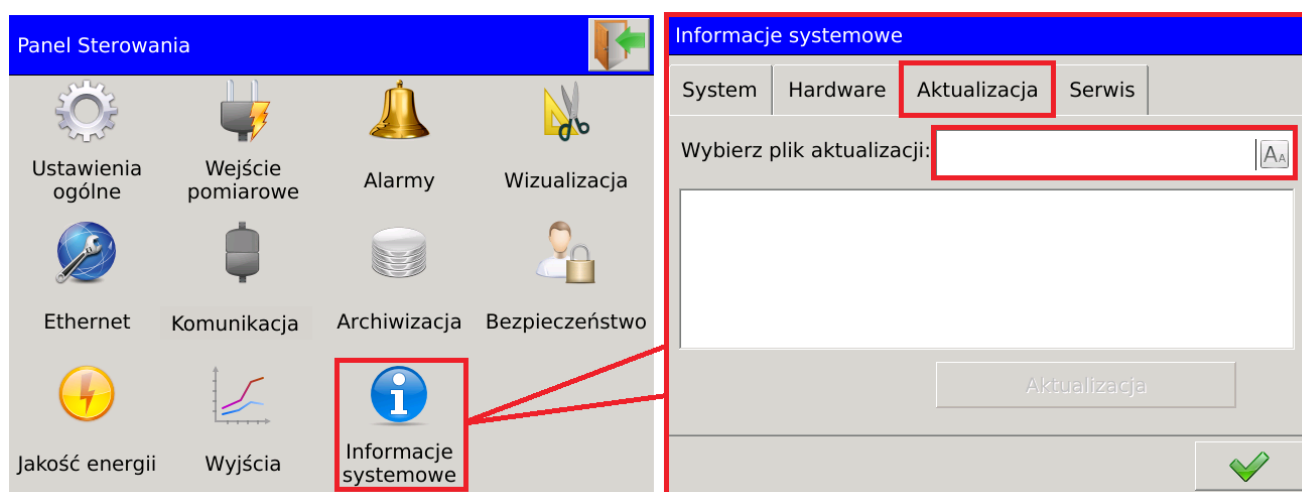 Panel Sterowania
Ustawienia
ogólne
Wejście
pomiarowe
Alarmy
Wizualizacja
Ethernet
Komunikacja
Archiwizacja
Bezpieczeństwo
Jakość energii
Wyjścia
Informacje
systemowe
Informacje systemowe
System
Hardware
Aktualizacja
Serwis
Wybierz plik aktualizacji:
AA
Aktualizacja